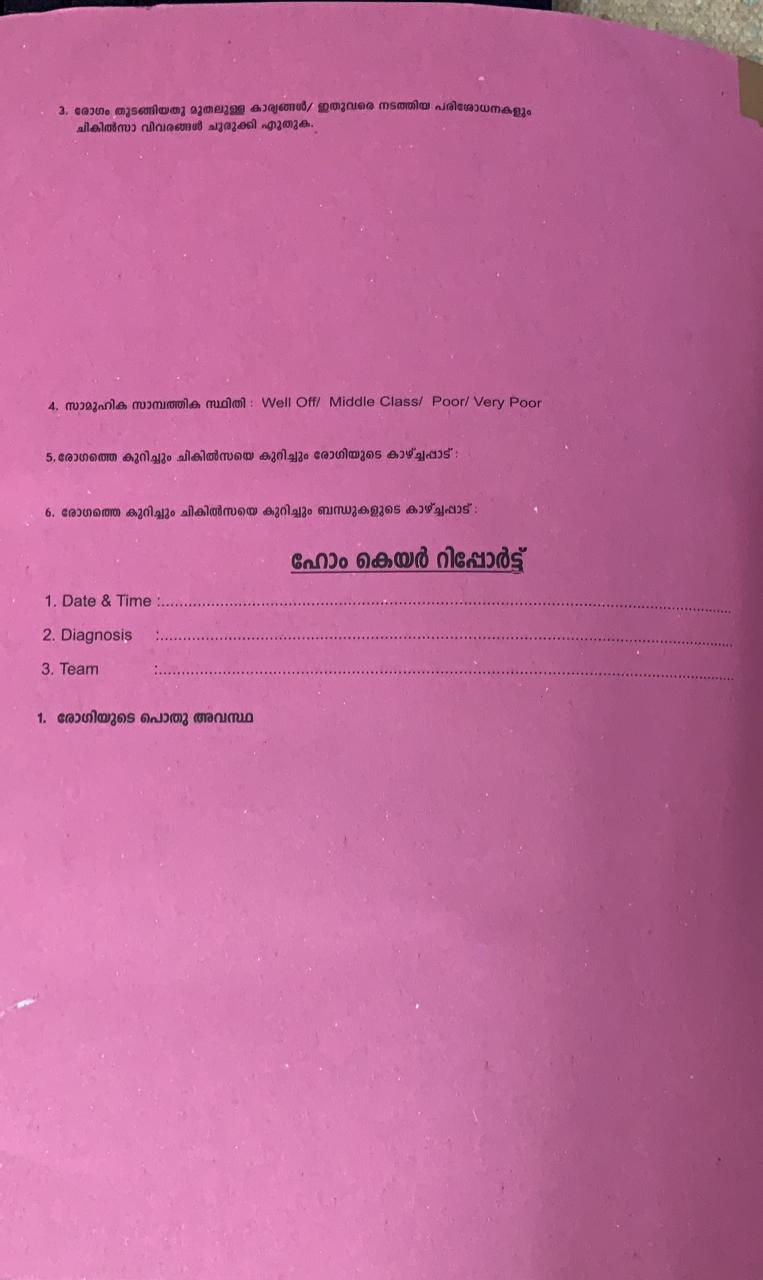 3. രോഗം തുടങ്ങിയതു മുതലുള്ള കാര്യങ്ങൾ/ ഇതുവരെ നടത്തിയ പരിശോധനകളും
ചികിൽസാ വിവരങ്ങൾ ചുരുക്കി എഴുതുക.
4. സാമൂഹിക സാമ്പത്തിക സ്ഥിതി : Well Off/ Middle Class/ Poor/ Very Poor
5. രോഗത്തെ കുറിച്ചും ചികിൽസയെ കുറിച്ചും രോഗിയുടെ കാഴ്ച്ചപ്പാട് :
6. രോഗത്തെ കുറിച്ചും ചികിൽസയെ കുറിച്ചും ബന്ധുകളുടെ കാഴ്ച്ചപ്പാട് :
ഹോം കെയർ റിപ്പോർട്ട്
1. Date & Time :......................................................................
2. Diagnosis :......................................................................
3. Team :......................................................................
1. രോഗിയുടെ പൊതു അവസ്ഥ